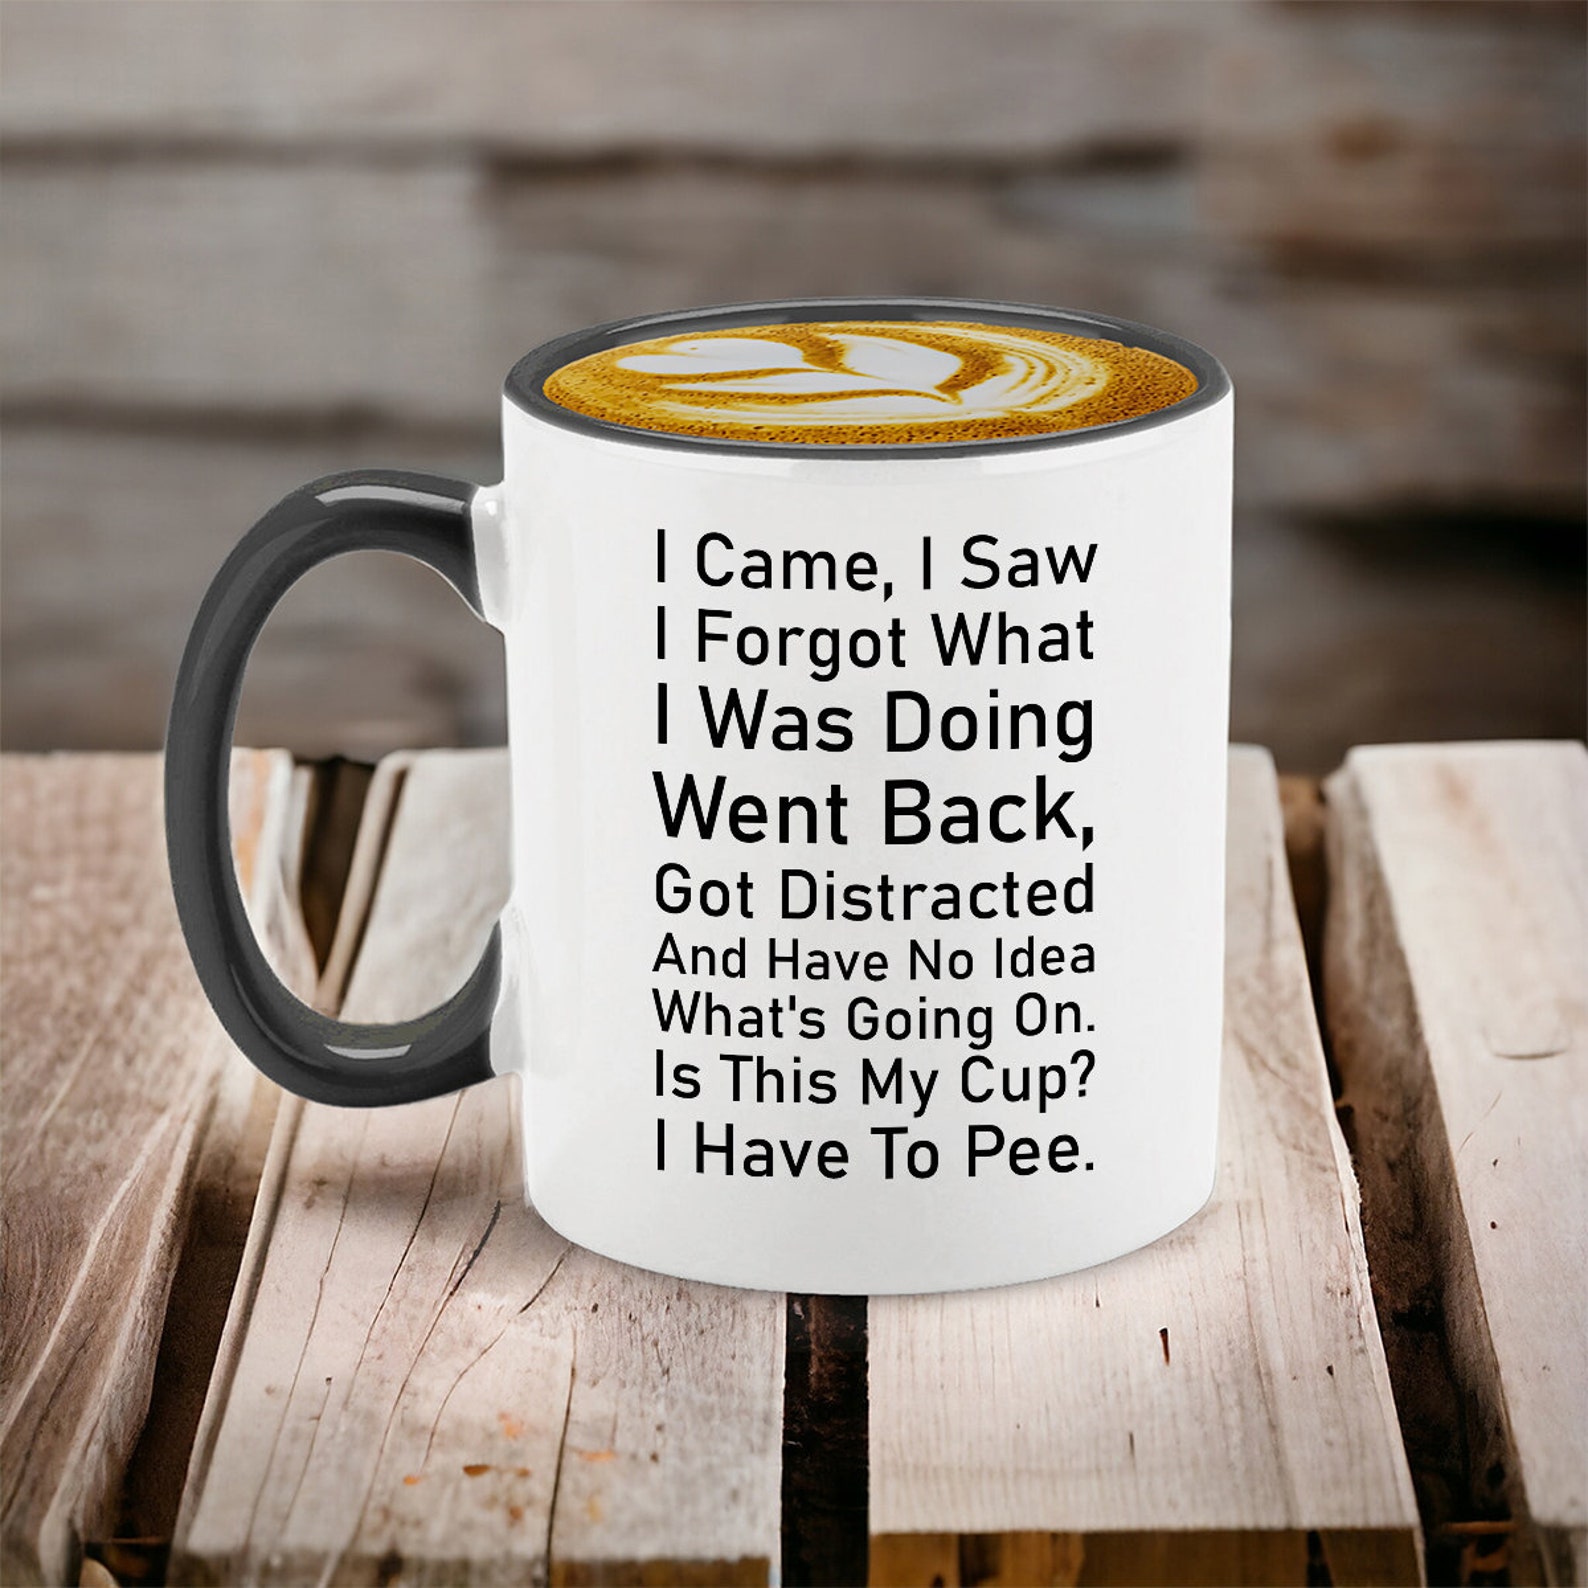 I Came, I Saw
I Forgot What
I Was Doing
Went Back,
Got Distracted
And Have No Idea
What's Going On.
Is This My Cup?
I Have To Pee.